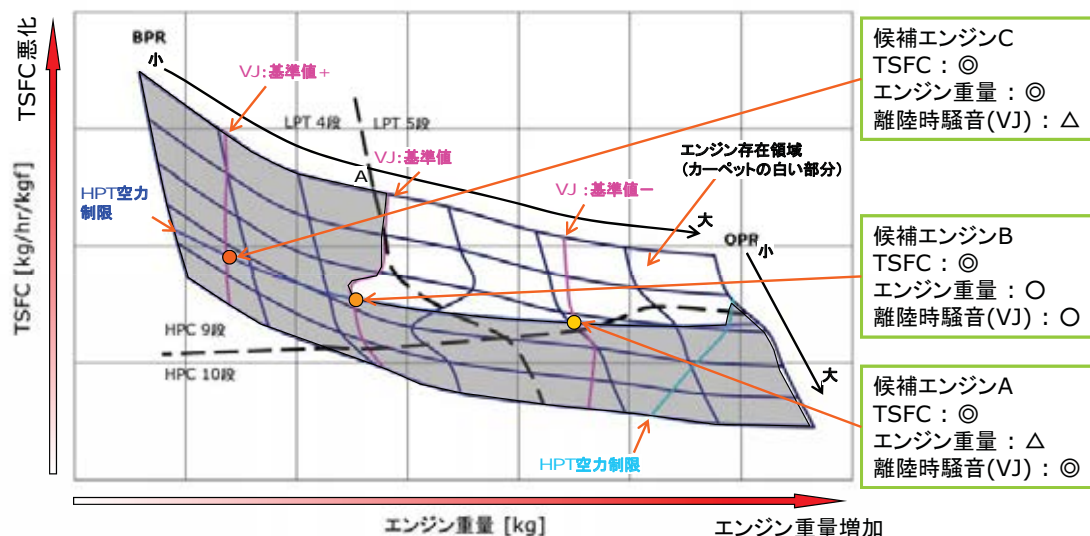 TSFC悪化
TSFC [kg/hr/kgf]
BPR
小
VJ:基準値+
LPT 4段
LPT 5段
A
VJ:基準値
エンジン存在領域
(カーペットの白い部分)
VJ:基準値-
大
HPT空力
制限
OPR
小
HPC 9段
HPC 10段
大
HPT空力制限
エンジン重量 [kg]
エンジン重量増加
候補エンジンC
TSFC:◎
エンジン重量:◎
離陸時騒音(VJ):△
候補エンジンB
TSFC:◎
エンジン重量:〇
離陸時騒音(VJ):〇
候補エンジンA
TSFC:◎
エンジン重量:△
離陸時騒音(VJ):◎